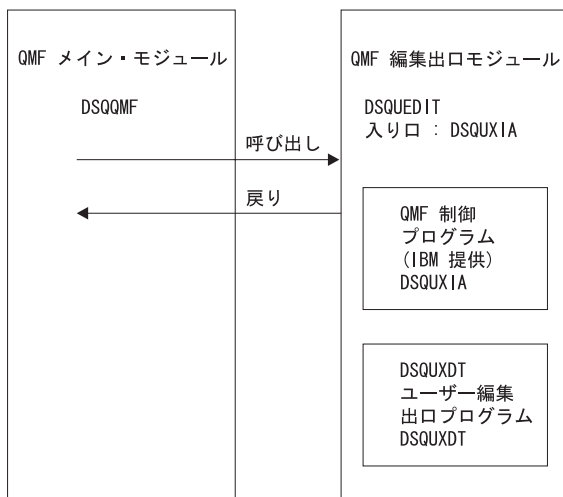 QMF メイン・モジュール
DSQQMF
呼び出し
戻り
QMF 編集出口モジュール
DSQUEDIT
入り口 : DSQUXIA
QMF 制御
プログラム
(IBM 提供)
DSQUXIA
DSQUXDT
ユーザー編集
出口プログラム
DSQUXDT